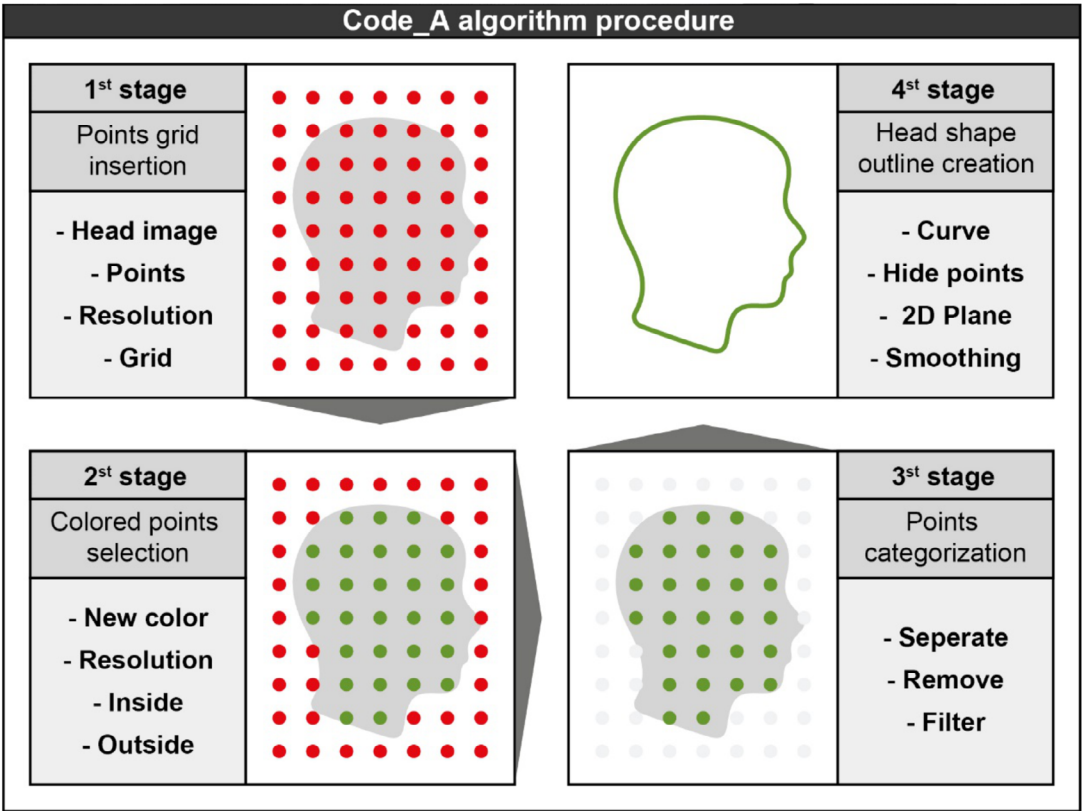 Code_A algorithm procedure
1st stage
Points grid
insertion
- Head image
- Points
- Resolution
- Grid
2st stage
Colored points
selection
- New color
- Resolution
- Inside
- Outside
3st stage
Points
categorization
- Seperate
- Remove
- Filter
4st stage
Head shape
outline creation
- Curve
- Hide points
- 2D Plane
- Smoothing